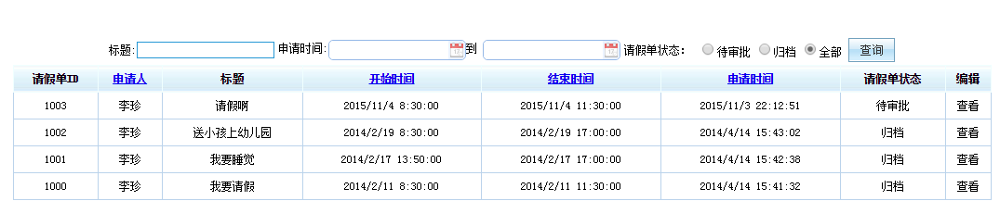 标题: 申请时间: 到 请假单状态： 待审批 归档 全部 查询
请假单ID 申请人 标题 开始时间 结束时间 申请时间 请假单状态 编辑
1003 李珍 请假啊 2015/11/4 8:30:00 2015/11/4 11:30:00 2015/11/3 22:12:51 待审批 查看
1002 李珍 送小孩上幼儿园 2014/2/19 8:30:00 2014/2/19 17:00:00 2014/4/14 15:43:02 归档 查看
1001 李珍 我要睡觉 2014/2/17 13:50:00 2014/2/17 17:00:00 2014/4/14 15:42:38 归档 查看
1000 李珍 我要请假 2014/2/11 8:30:00 2014/2/11 11:30:00 2014/4/14 15:41:32 归档 查看